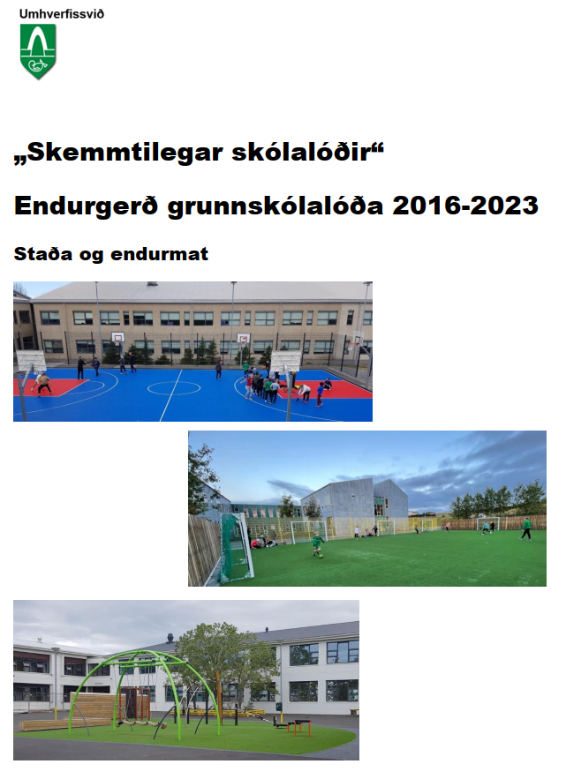 Umhverfissvið
„Skemmtilegar skólalóðir“
Endurgerð grunnskólalóða 2016-2023
Staða og endurmat